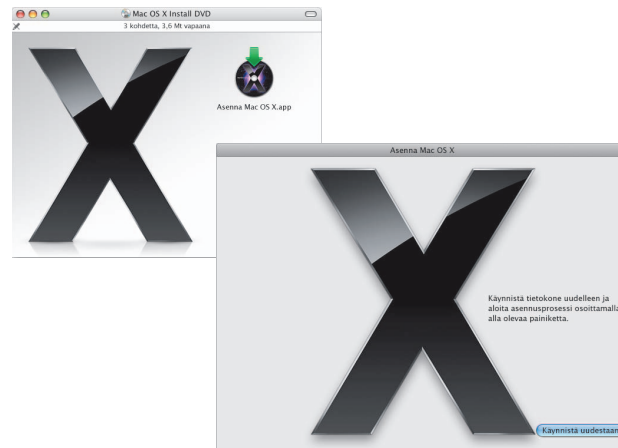 Mac OS X Install DVD
3 kohdetta, 3,6 Mt vapaana
Asenna Mac OS X.app
Asenna Mac OS X
Käynnistä tietokone uudelleen ja
aloita asennusprosessi osoittamalla
alla olevaa painiketta.
Käynnistä uudestaan